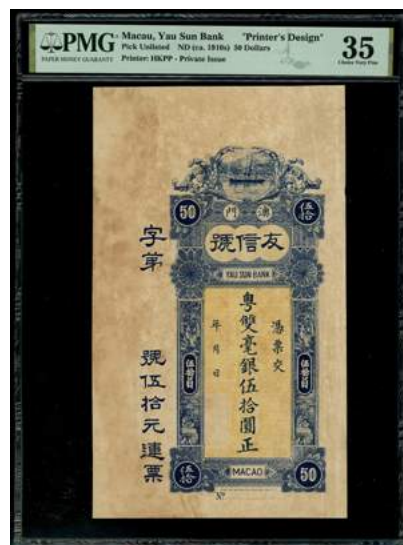 PMG
PAPER MONEY GUARANTY
Macau, Yau Sun Bank "Printer's Design"
Pick Unlisted ND (ca. 1910s) 50 Dollars
Printer: HKPP - Private Issue
35
Choice Very Fine
50
澳門
伍拾
友信號
YAU SUN BANK
憑票交
粵雙毫銀伍拾圓正
年月日
字第
號伍拾元連票
伍拾
MACAO
50
Nº